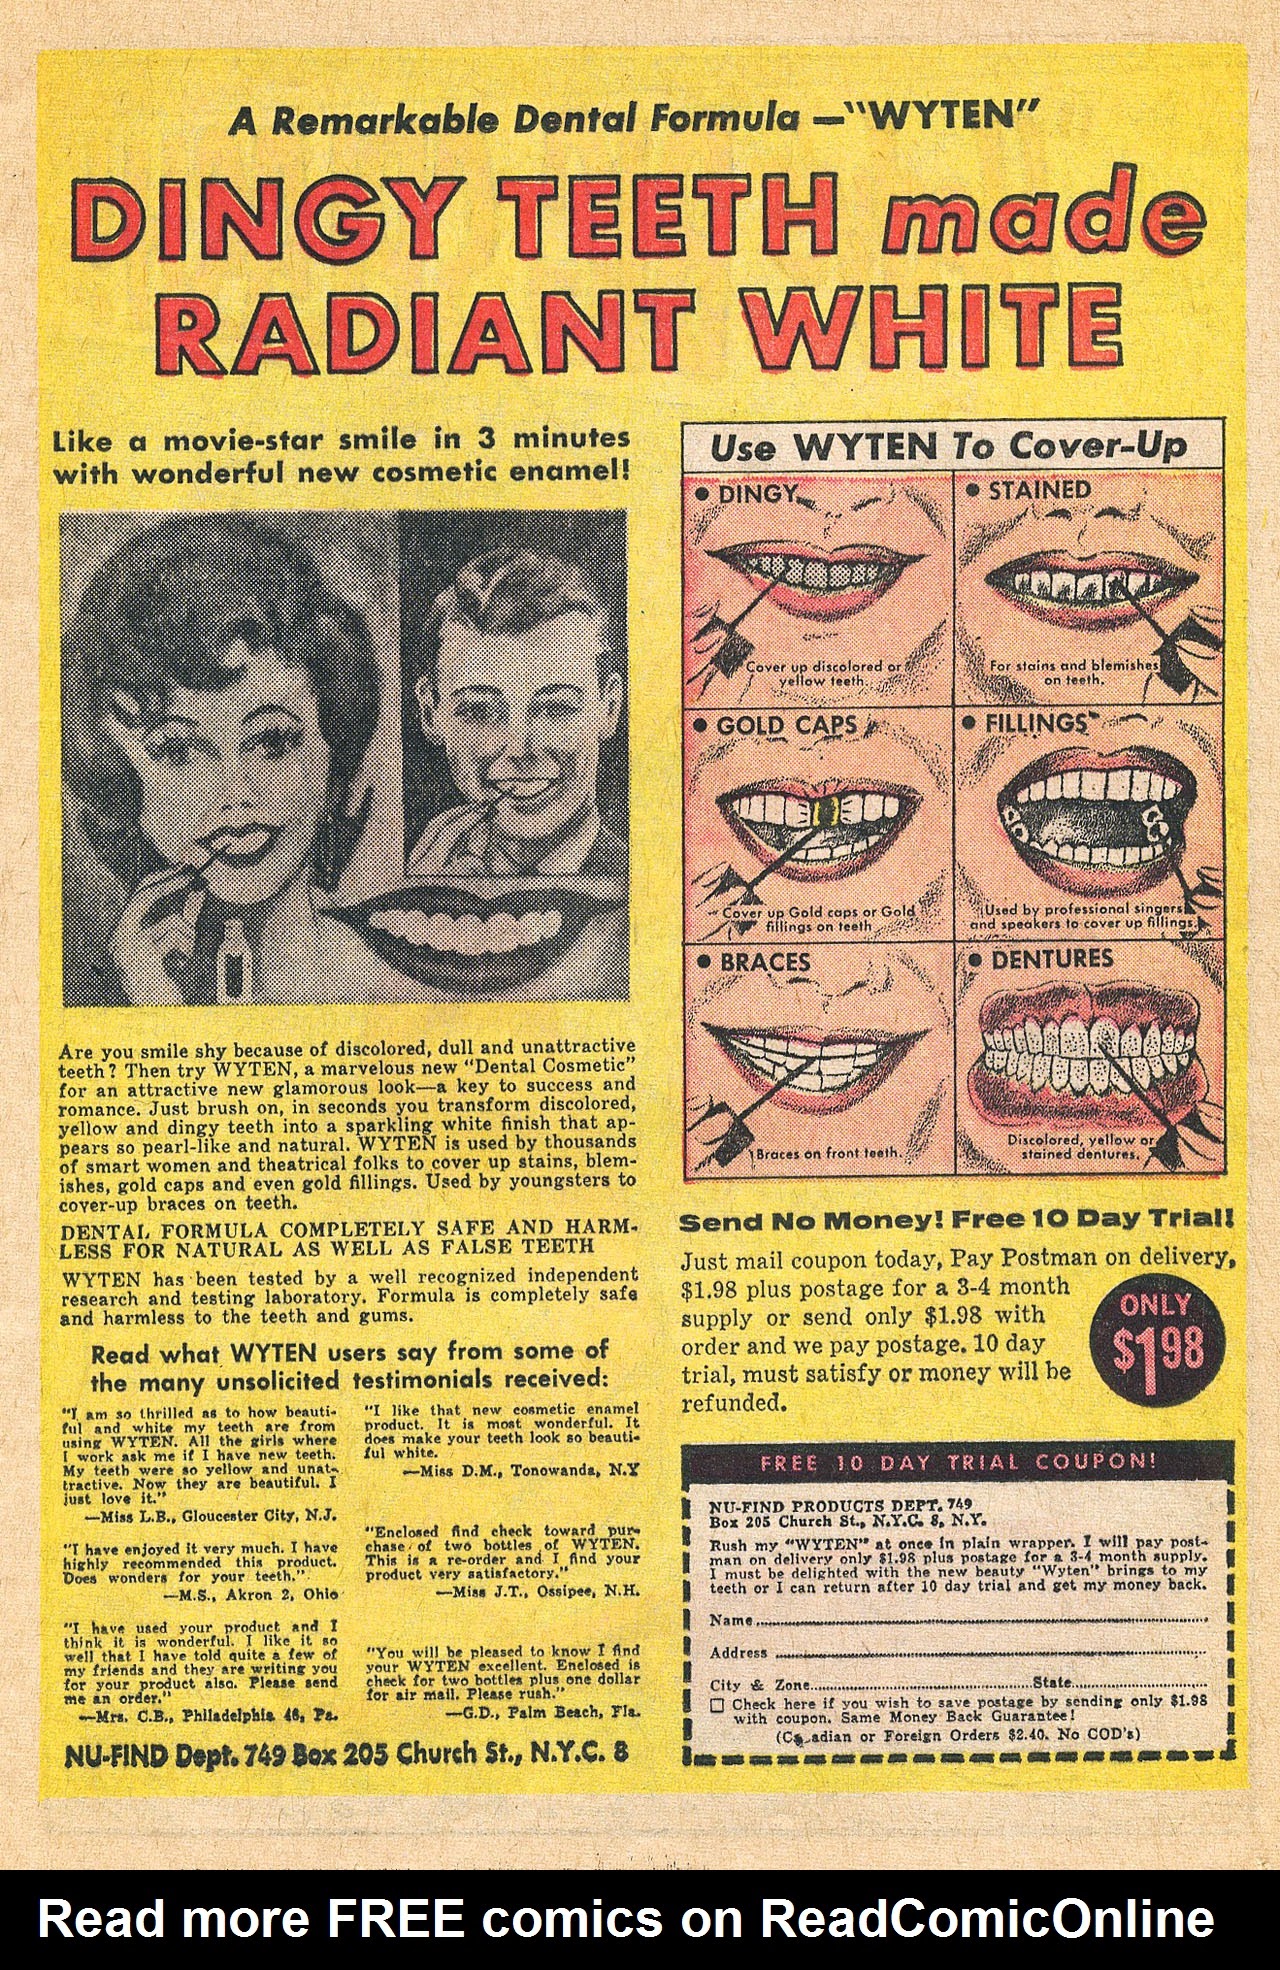 A Remarkable Dental Formula —"WYTEN"
DINGY TEETH made
RADIANT WHITE
Like a movie-star smile in 3 minutes
with wonderful new cosmetic enamel!
Are you smile shy because of discolored, dull and unattractive
teeth? Then try WYTEN, a marvelous new "Dental Cosmetic"
for an attractive new glamorous look—a key to success and
romance. Just brush on, in seconds you transform discolored,
yellow and dingy teeth into a sparkling white finish that ap-
pears so pearl-like and natural. WYTEN is used by thousands
of smart women and theatrical folks to cover up stains, blem-
ishes, gold caps and even gold fillings. Used by youngsters to
cover-up braces on teeth.
DENTAL FORMULA COMPLETELY SAFE AND HARM-
LESS FOR NATURAL AS WELL AS FALSE TEETH
WYTEN has been tested by a well recognized independent
research and testing laboratory. Formula is completely safe
and harmless to the teeth and gums.
Read what WYTEN users say from some of
the many unsolicited testimonials received:
"I am so thrilled as to how beauti-
ful and white my teeth are from
using WYTEN. All the girls where
I work ask me if I have new teeth.
My teeth were so yellow and unat-
tractive. Now they are beautiful. I
just love it."
—Miss L.B., Gloucester City, N.J.
"I have enjoyed it very much. I have
highly recommended this product.
Does wonders for your teeth."
—M.S., Akron 2, Ohio
"I have used your product and I
think it is wonderful. I like it so
well that I have told quite a few of
my friends and they are writing you
for your product also. Please send
me an order."
—Mrs. C.B., Philadelphia 46, Pa.
"I like that new cosmetic enamel
product. It is most wonderful. It
does make your teeth look so beauti-
ful white.
—Miss D.M., Tonowanda, N.Y
"Enclosed find check toward pur-
chase of two bottles of WYTEN.
This is a re-order and I find your
product very satisfactory."
—Miss J.T., Ossipee, N.H.
"You will be pleased to know I find
your WYTEN excellent. Enclosed is
check for two bottles plus one dollar
for air mail. Please rush."
—G.D., Palm Beach, Fla.
NU-FIND Dept. 749 Box 205 Church St., N.Y.C. 8
Use WYTEN To Cover-Up
• DINGY
Cover up discolored or
yellow teeth.
• STAINED
For stains and blemishes
on teeth.
• GOLD CAPS
Cover up Gold caps or Gold
fillings on teeth
• FILLINGS
Used by professional singers
and speakers to cover up fillings.
• BRACES
Braces on front teeth.
• DENTURES
Discolored, yellow or
stained dentures.
Send No Money! Free 10 Day Trial!
Just mail coupon today, Pay Postman on delivery,
$1.98 plus postage for a 3-4 month
supply or send only $1.98 with
order and we pay postage. 10 day
trial, must satisfy or money will be
refunded.
ONLY
$198
FREE 10 DAY TRIAL COUPON!
NU-FIND PRODUCTS DEPT. 749
Box 205 Church St., N.Y.C. 8, N.Y.
Rush my "WYTEN" at once in plain wrapper. I will pay post-
man on delivery only $1.98 plus postage for a 3-4 month supply.
I must be delighted with the new beauty "Wyten" brings to my
teeth or I can return after 10 day trial and get my money back.
Name
Address
City & Zone State
Check here if you wish to save postage by sending only $1.98
with coupon. Same Money Back Guarantee!
(Canadian or Foreign Orders $2.40. No COD's)
Read more FREE comics on ReadComicOnline